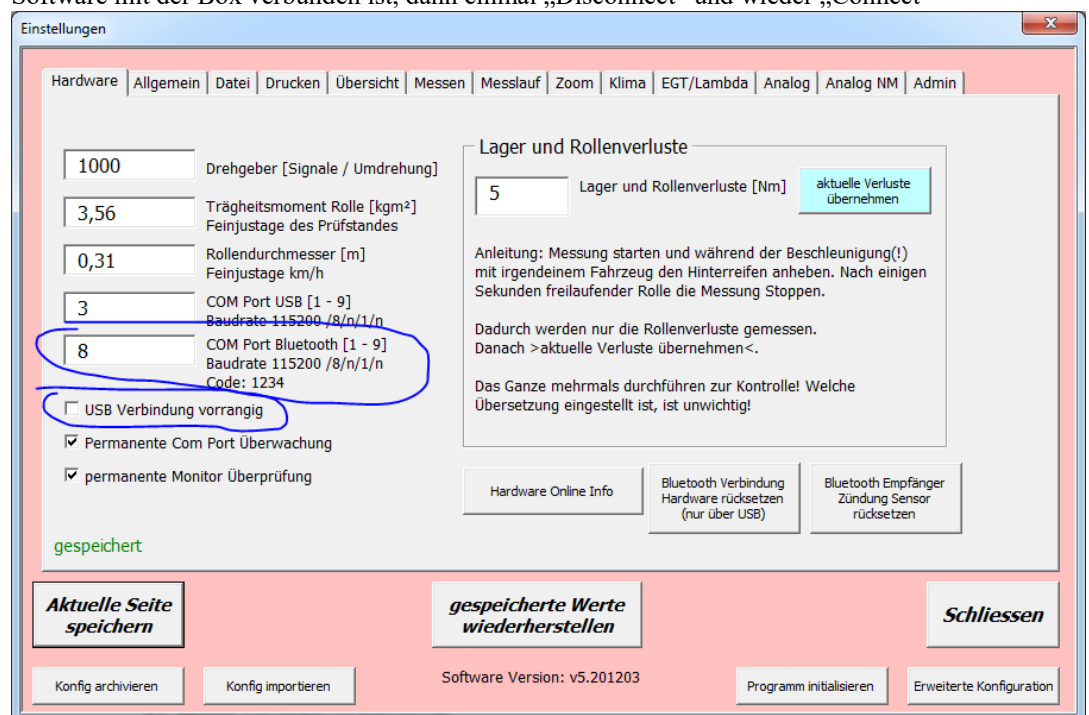 Software mit der Box verbunden ist, dann einmal „Disconnect“ und wieder „Connect“
Einstellungen
x
Hardware Allgemein Datei Drucken Übersicht Messen Messlauf Zoom Klima EGT/Lambda Analog Analog NM Admin
1000 Drehgeber [Signale / Umdrehung]
3,56 Trägheitsmoment Rolle [kgm²]
Feinjustage des Prüfstandes
0,31 Rollendurchmesser [m]
Feinjustage km/h
3 COM Port USB [1 - 9]
Baudrate 115200 /8/n/1/n
8 COM Port Bluetooth [1 - 9]
Baudrate 115200 /8/n/1/n
Code: 1234
USB Verbindung vorrangig
Permanente Com Port Überwachung
permanente Monitor Überprüfung
gespeichert
Lager und Rollenverluste
5 Lager und Rollenverluste [Nm]
aktuelle Verluste
übernehmen
Anleitung: Messung starten und während der Beschleunigung(!)
mit irgendeinem Fahrzeug den Hinterreifen anheben. Nach einigen
Sekunden freilaufender Rolle die Messung Stoppen.
Dadurch werden nur die Rollenverluste gemessen.
Danach >aktuelle Verluste übernehmen<.
Das Ganze mehrmals durchführen zur Kontrolle! Welche
Übersetzung eingestellt ist, ist unwichtig!
Hardware Online Info
Bluetooth Verbindung
Hardware rücksetzen
(nur über USB)
Bluetooth Empfänger
Zündung Sensor
rücksetzen
Aktuelle Seite
speichern
gespeicherte Werte
wiederherstellen
Schliessen
Konfig archivieren
Konfig importieren
Software Version: v5.201203
Programm initialisieren
Erweiterte Konfiguration